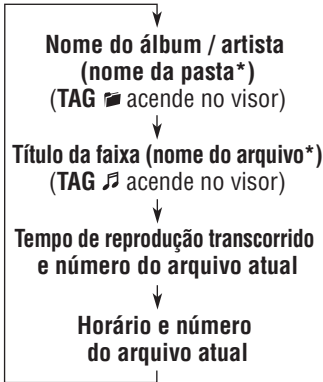 Nome do álbum / artista
(nome da pasta*)
(TAG acende no visor)
Título da faixa (nome do arquivo*)
(TAG acende no visor)
Tempo de reprodução transcorrido
e número do arquivo atual
Horário e número
do arquivo atual